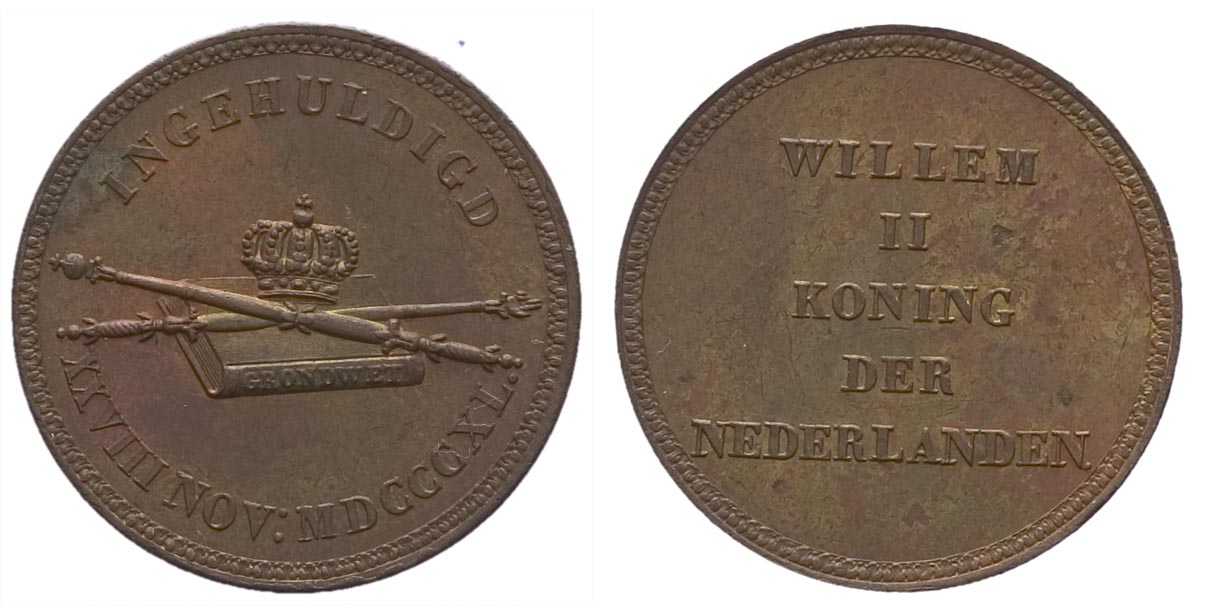 INGEHULDIGD
GRONDWET
XXVIII NOV: MDCCCXL.
WILLEM
II
KONING
DER
NEDERLANDEN.